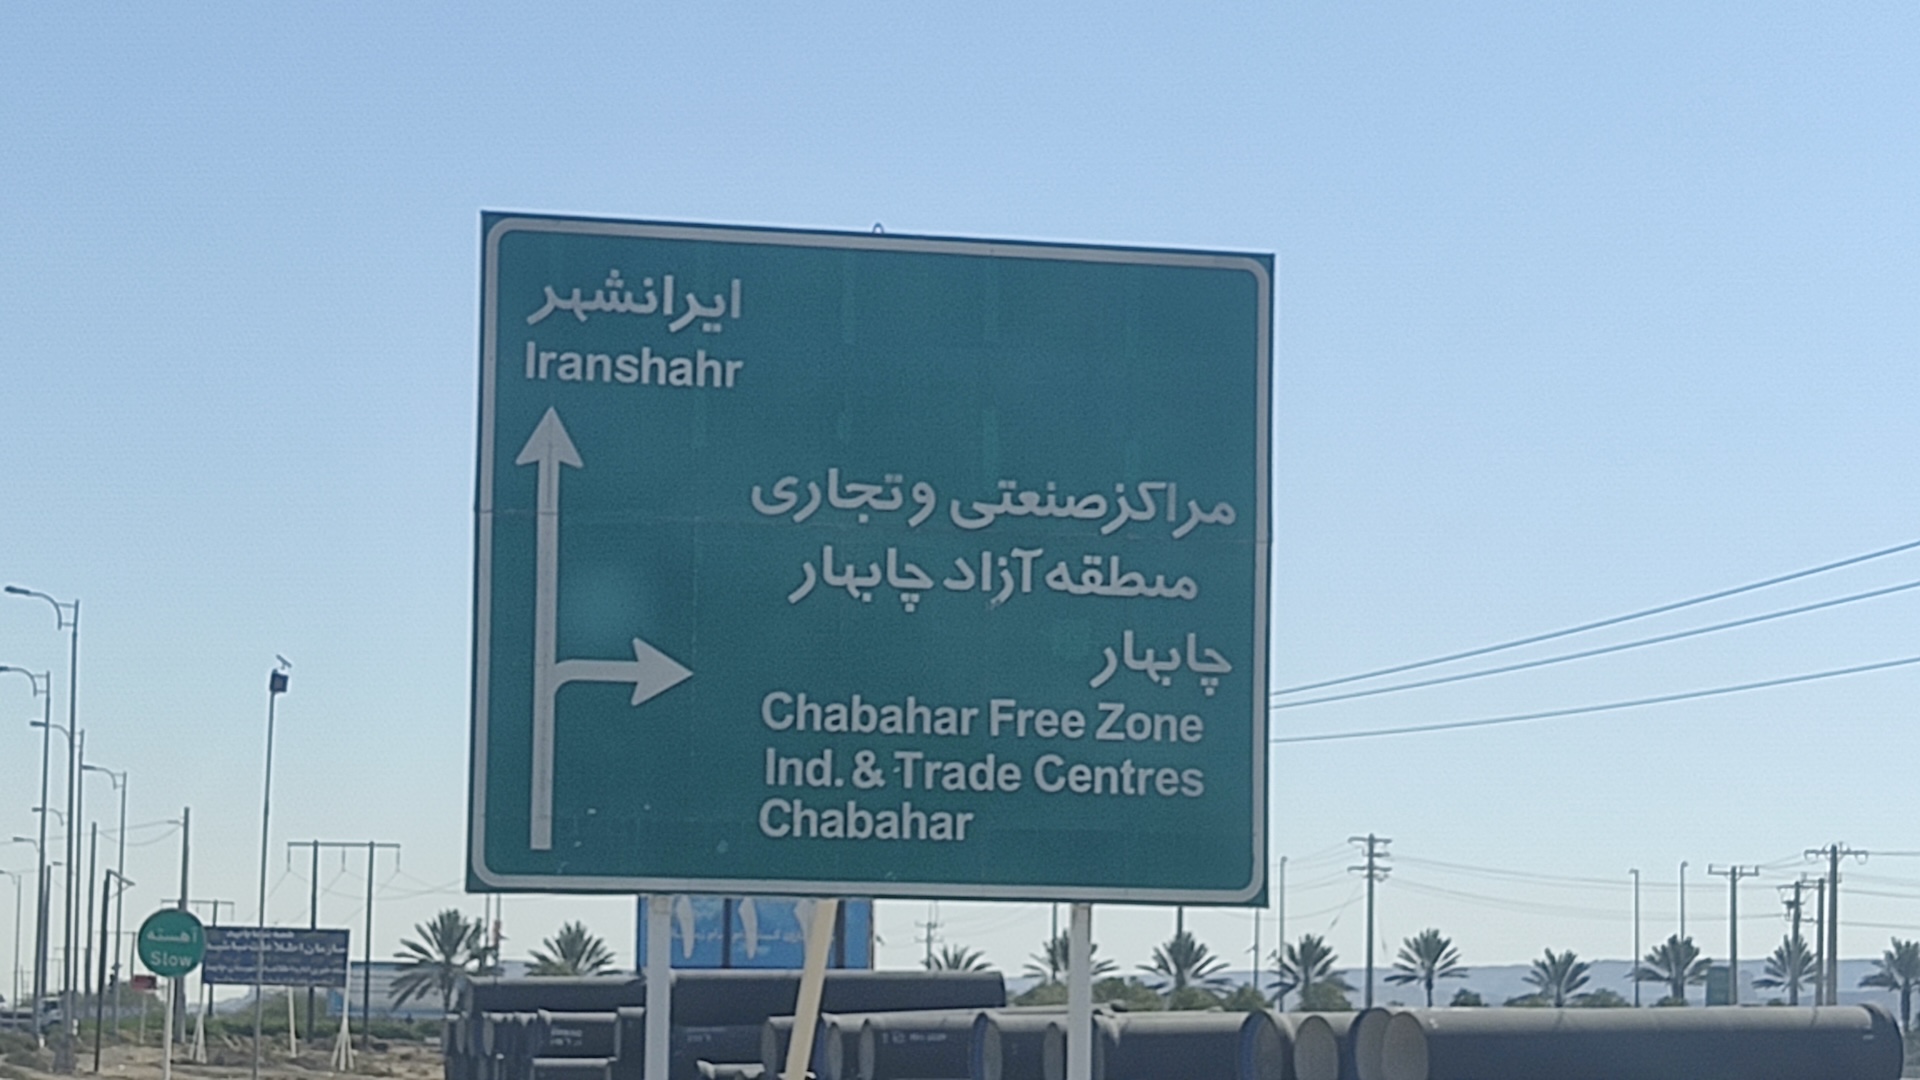 ایرانشهر
Iranshahr
مراکز صنعتی و تجاری
منطقه آزاد چابهار
چابهار
Chabahar Free Zone
Ind. & Trade Centres
Chabahar
آهسته
Slow